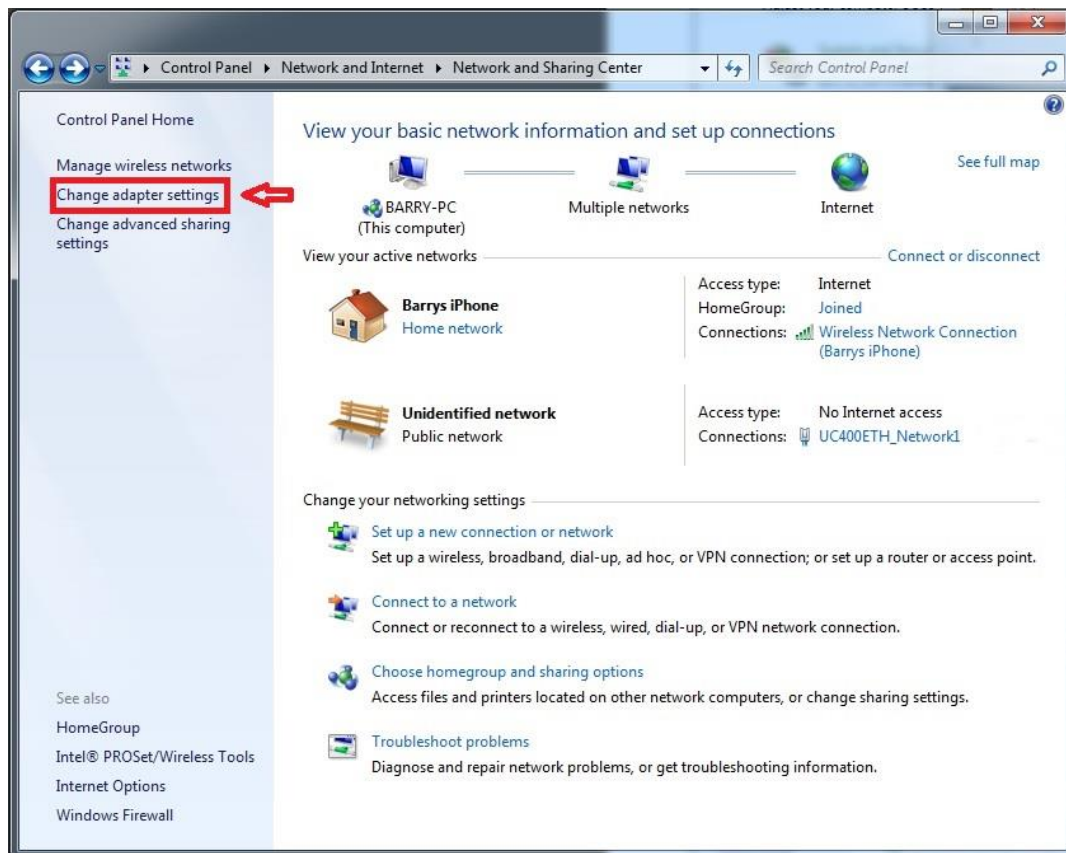 Control Panel ▸ Network and Internet ▸ Network and Sharing Center
Search Control Panel
Control Panel Home
Manage wireless networks
Change adapter settings
Change advanced sharing
settings
See also
HomeGroup
Intel® PROSet/Wireless Tools
Internet Options
Windows Firewall
View your basic network information and set up connections
See full map
BARRY-PC
(This computer)
Multiple networks
Internet
View your active networks
Connect or disconnect
Barrys iPhone
Home network
Access type: Internet
HomeGroup: Joined
Connections: Wireless Network Connection
(Barrys iPhone)
Unidentified network
Public network
Access type: No Internet access
Connections: UC400ETH_Network1
Change your networking settings
Set up a new connection or network
Set up a wireless, broadband, dial-up, ad hoc, or VPN connection; or set up a router or access point.
Connect to a network
Connect or reconnect to a wireless, wired, dial-up, or VPN network connection.
Choose homegroup and sharing options
Access files and printers located on other network computers, or change sharing settings.
Troubleshoot problems
Diagnose and repair network problems, or get troubleshooting information.